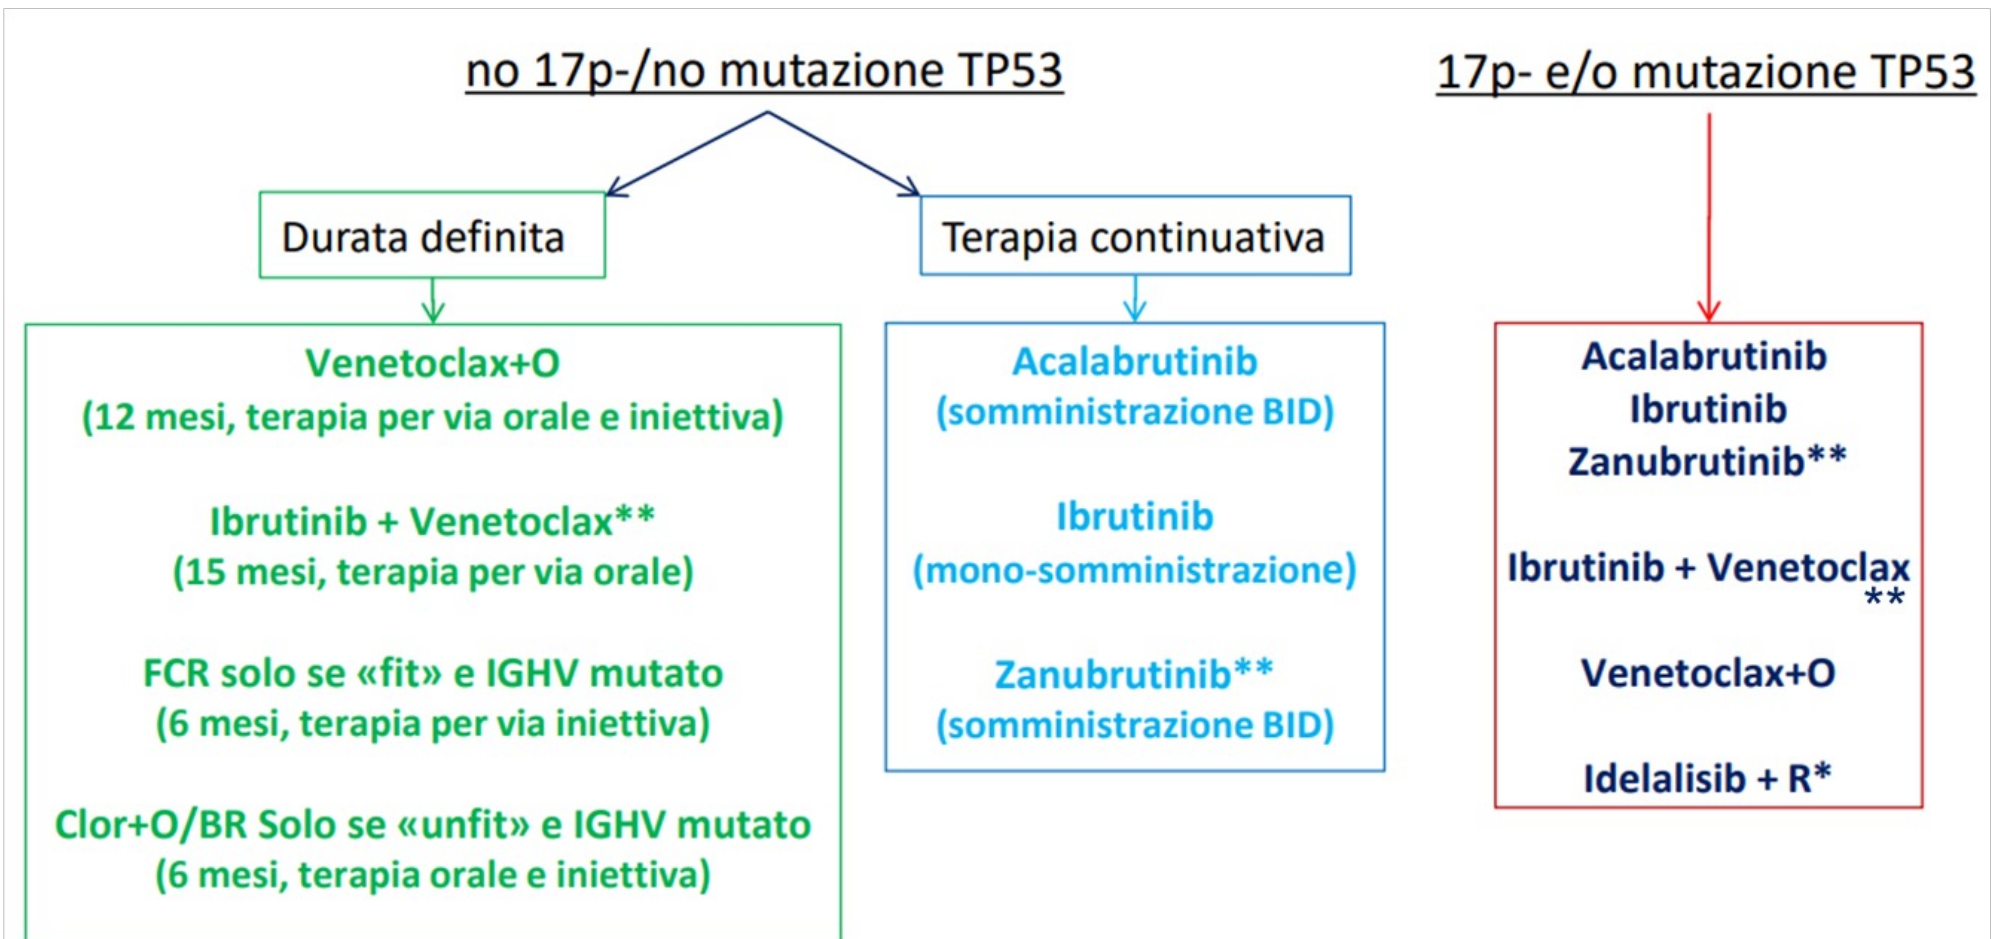 no 17p-/no mutazione TP53
17p- e/o mutazione TP53
Durata definita
Terapia continuativa
Venetoclax+O
(12 mesi, terapia per via orale e iniettiva)
Ibrutinib + Venetoclax**
(15 mesi, terapia per via orale)
FCR solo se «fit» e IGHV mutato
(6 mesi, terapia per via iniettiva)
Clor+O/BR Solo se «unfit» e IGHV mutato
(6 mesi, terapia orale e iniettiva)
Acalabrutinib
(somministrazione BID)
Ibrutinib
(mono-somministrazione)
Zanubrutinib**
(somministrazione BID)
Acalabrutinib
Ibrutinib
Zanubrutinib**
Ibrutinib + Venetoclax
**
Venetoclax+O
Idelalisib + R*